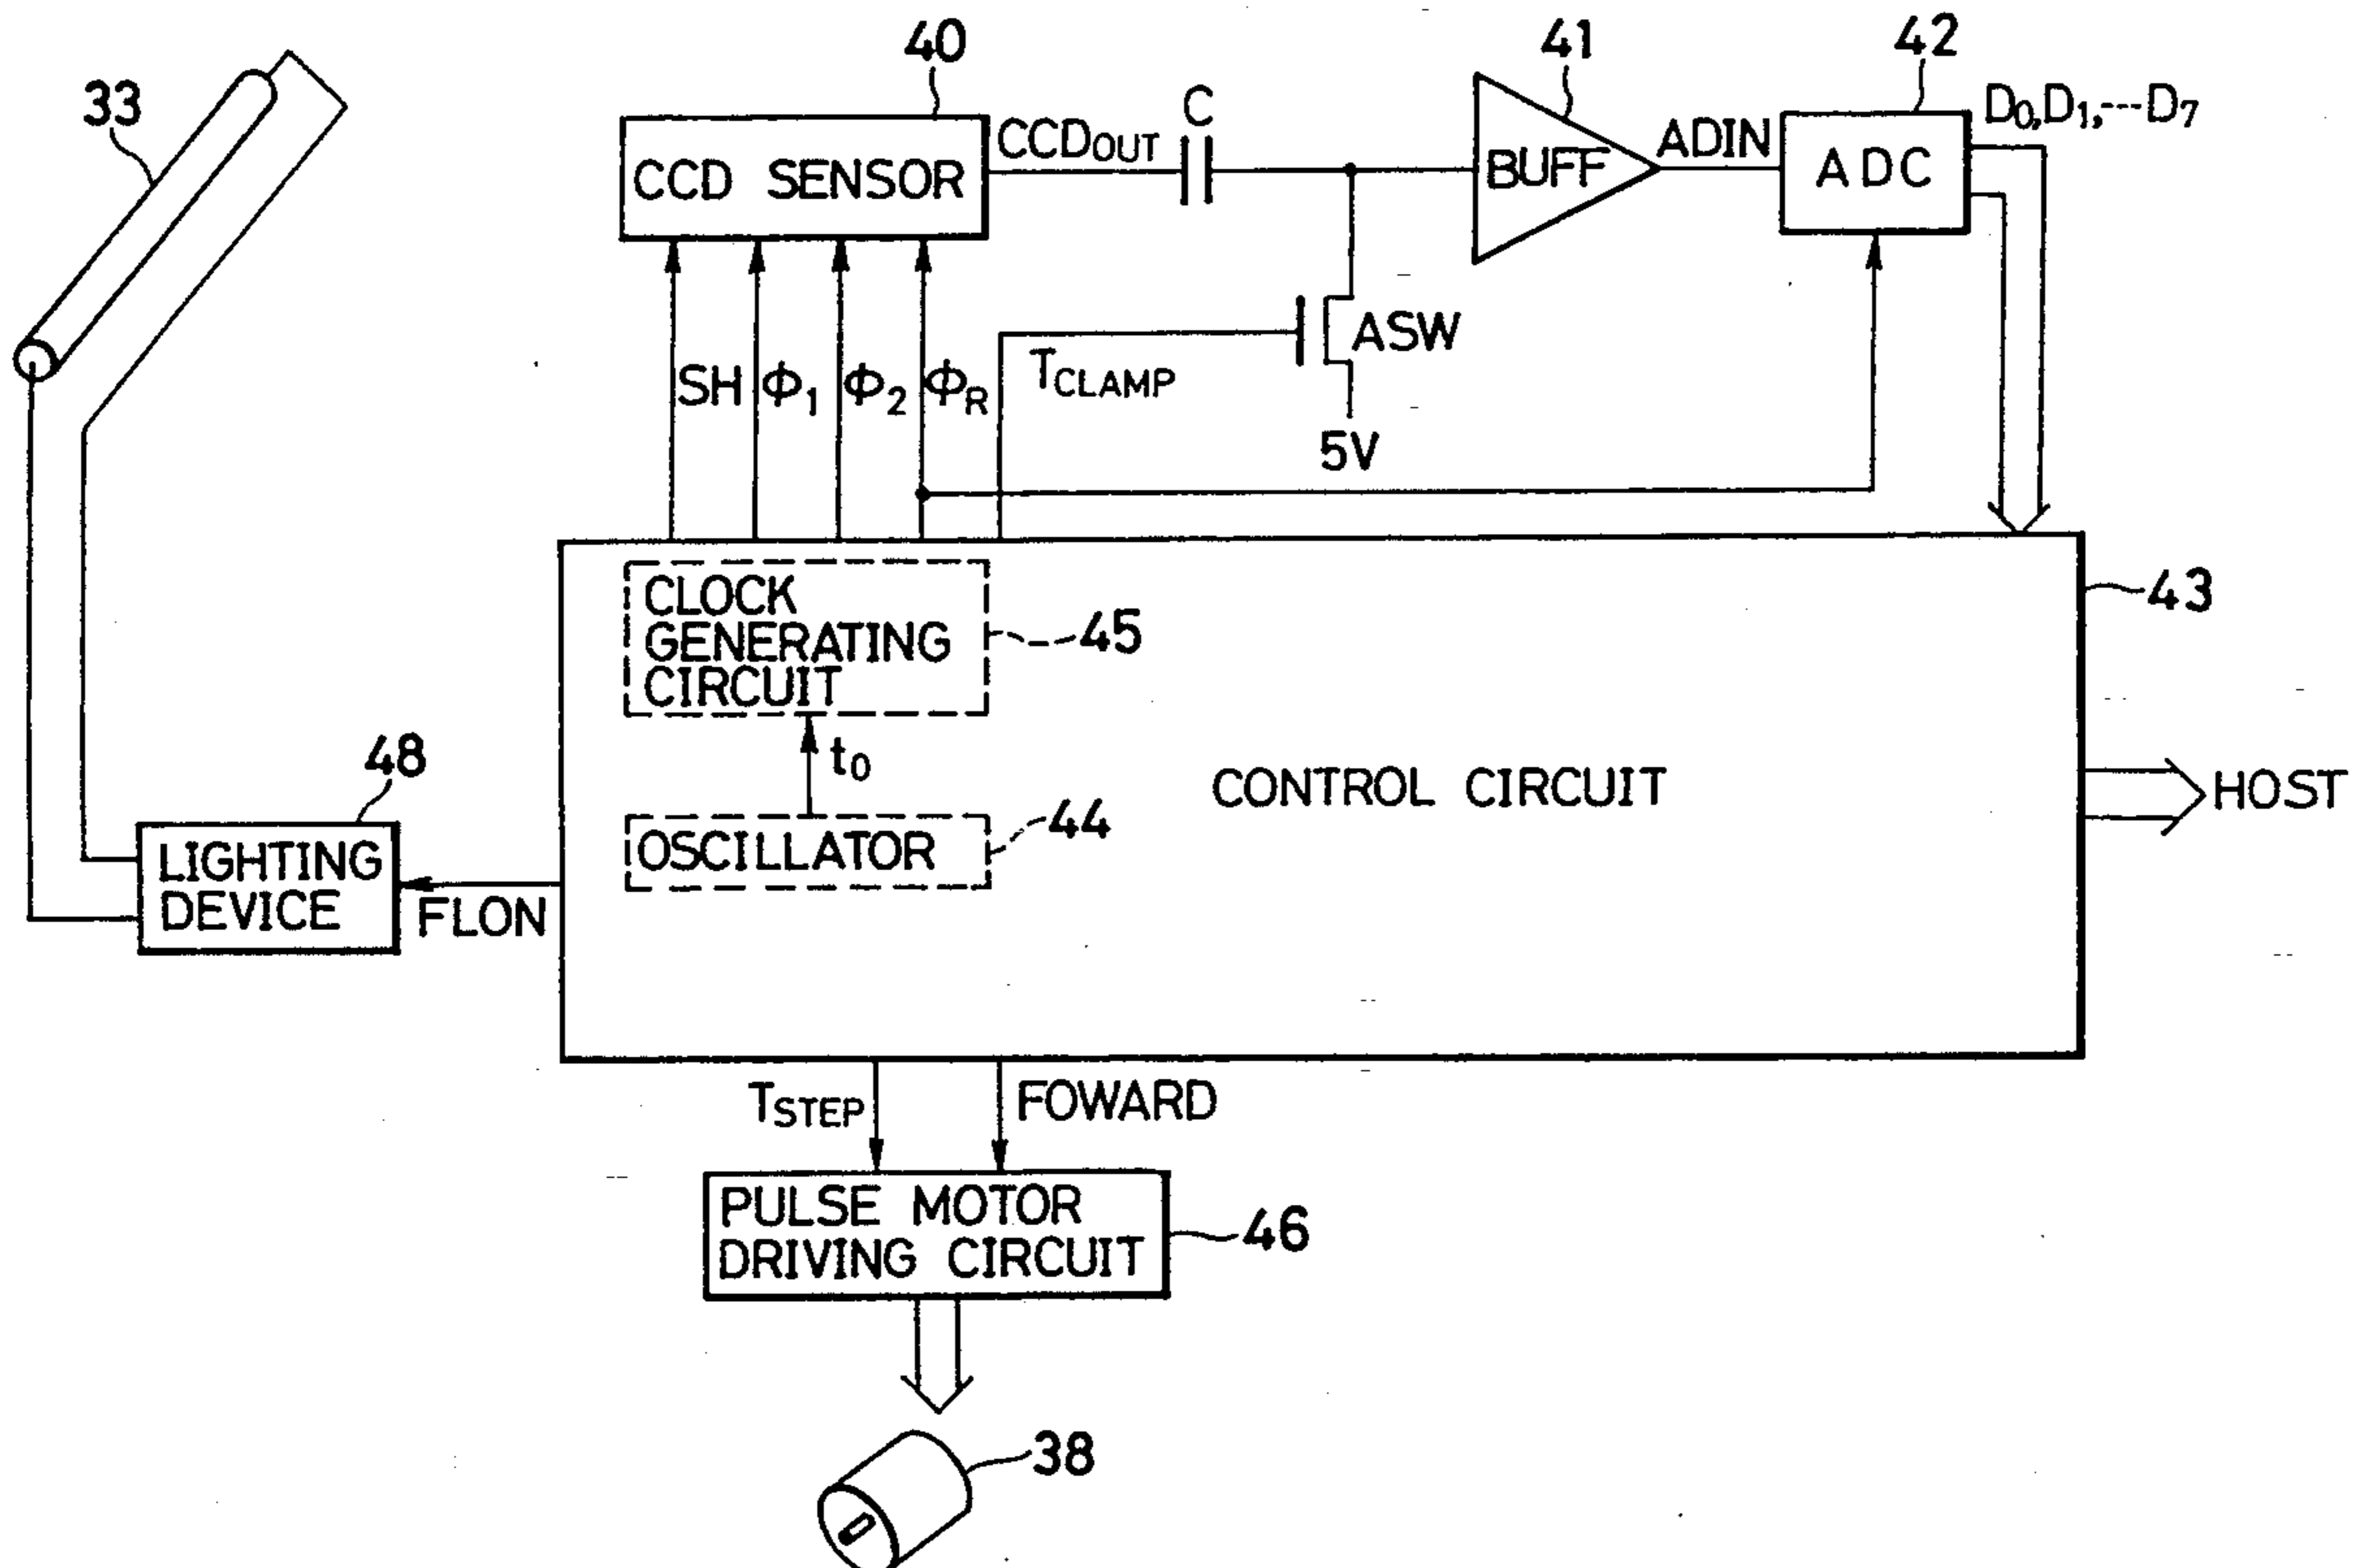 40
41
42
33
C
CCDOUT
ADIN
D0,D1,---D7
CCD SENSOR
BUFF
ADC
ASW
SH
Φ1
Φ2
ΦR
TCLAMP
5V
CLOCK
GENERATING
CIRCUIT
45
43
t0
48
44
CONTROL CIRCUIT
HOST
OSCILLATOR
LIGHTING
DEVICE
FLON
TSTEP
FOWARD
PULSE MOTOR
DRIVING CIRCUIT
46
38